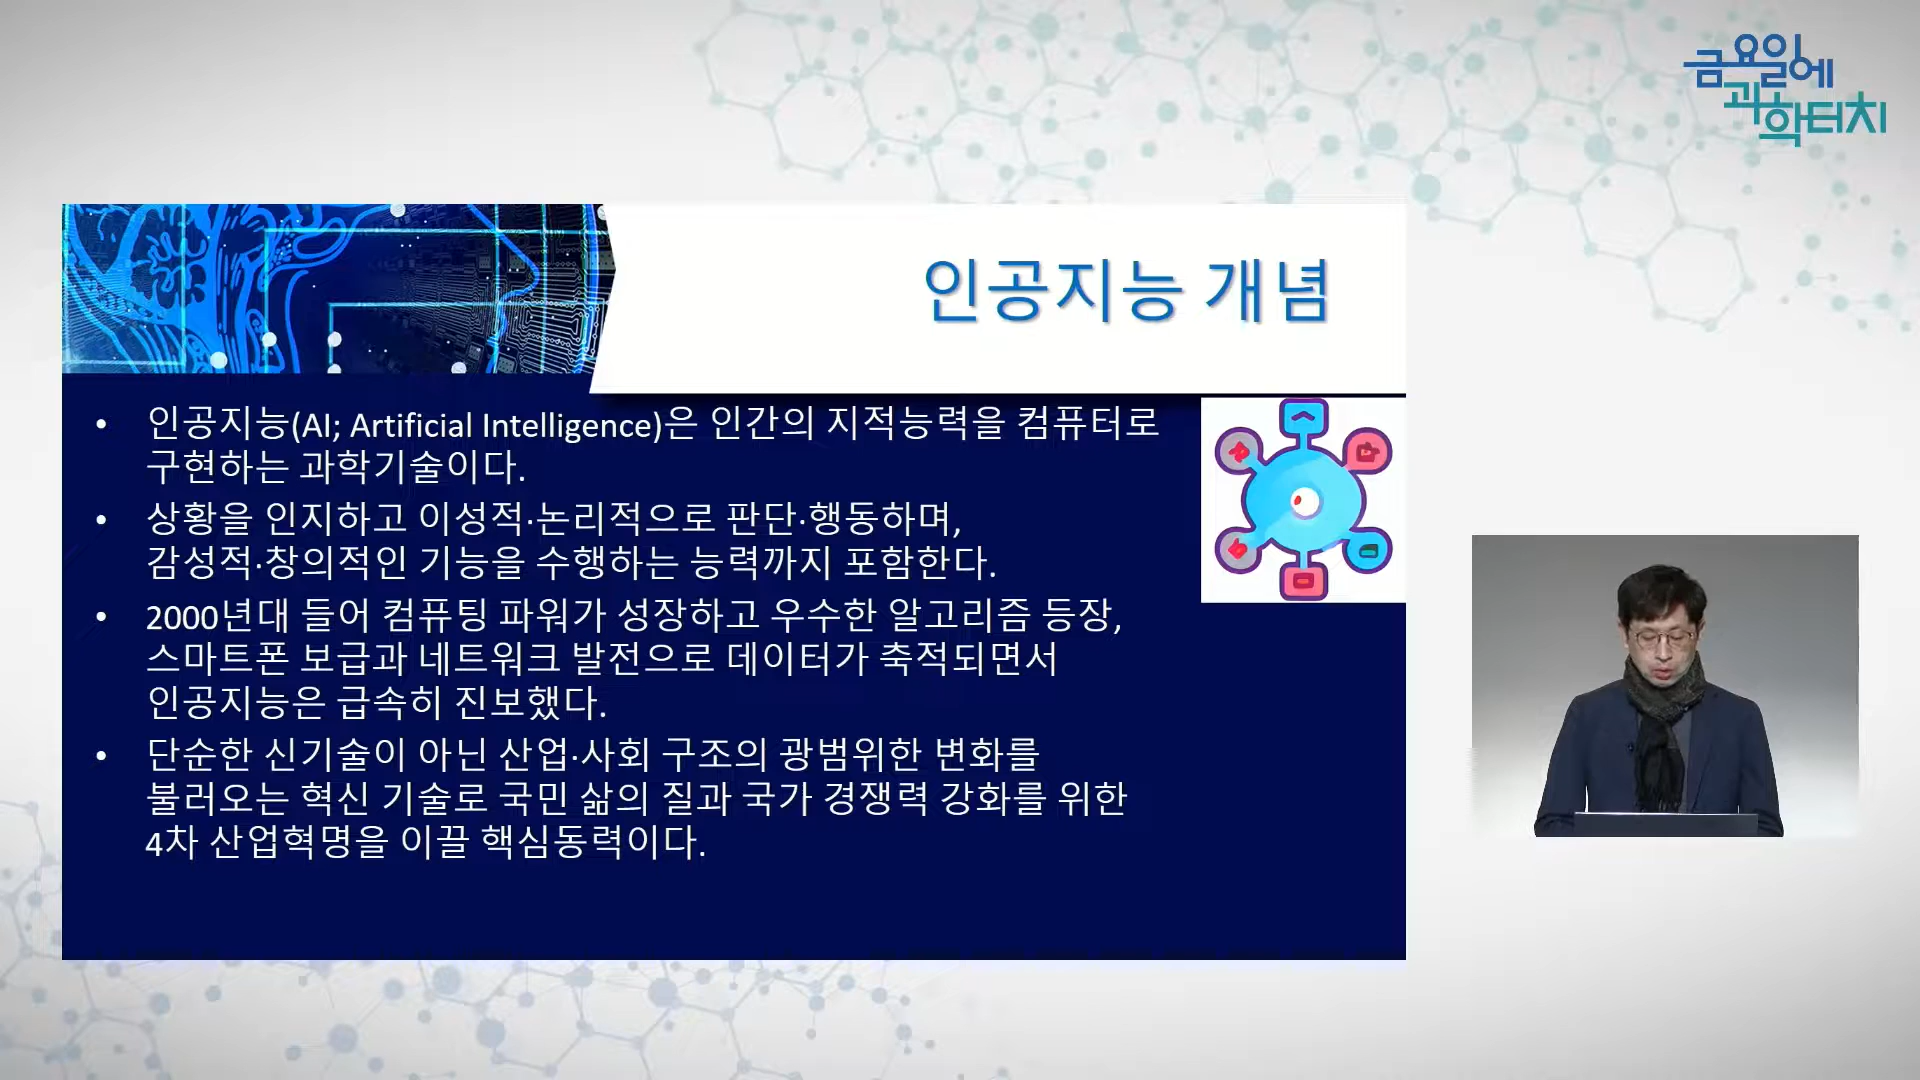 금요일에
과학터치
인공지능 개념
• 인공지능(AI; Artificial Intelligence)은 인간의 지적능력을 컴퓨터로
구현하는 과학기술이다.
• 상황을 인지하고 이성적·논리적으로 판단·행동하며,
감성적·창의적인 기능을 수행하는 능력까지 포함한다.
• 2000년대 들어 컴퓨팅 파워가 성장하고 우수한 알고리즘 등장,
스마트폰 보급과 네트워크 발전으로 데이터가 축적되면서
인공지능은 급속히 진보했다.
• 단순한 신기술이 아닌 산업·사회 구조의 광범위한 변화를
불러오는 혁신 기술로 국민 삶의 질과 국가 경쟁력 강화를 위한
4차 산업혁명을 이끌 핵심동력이다.